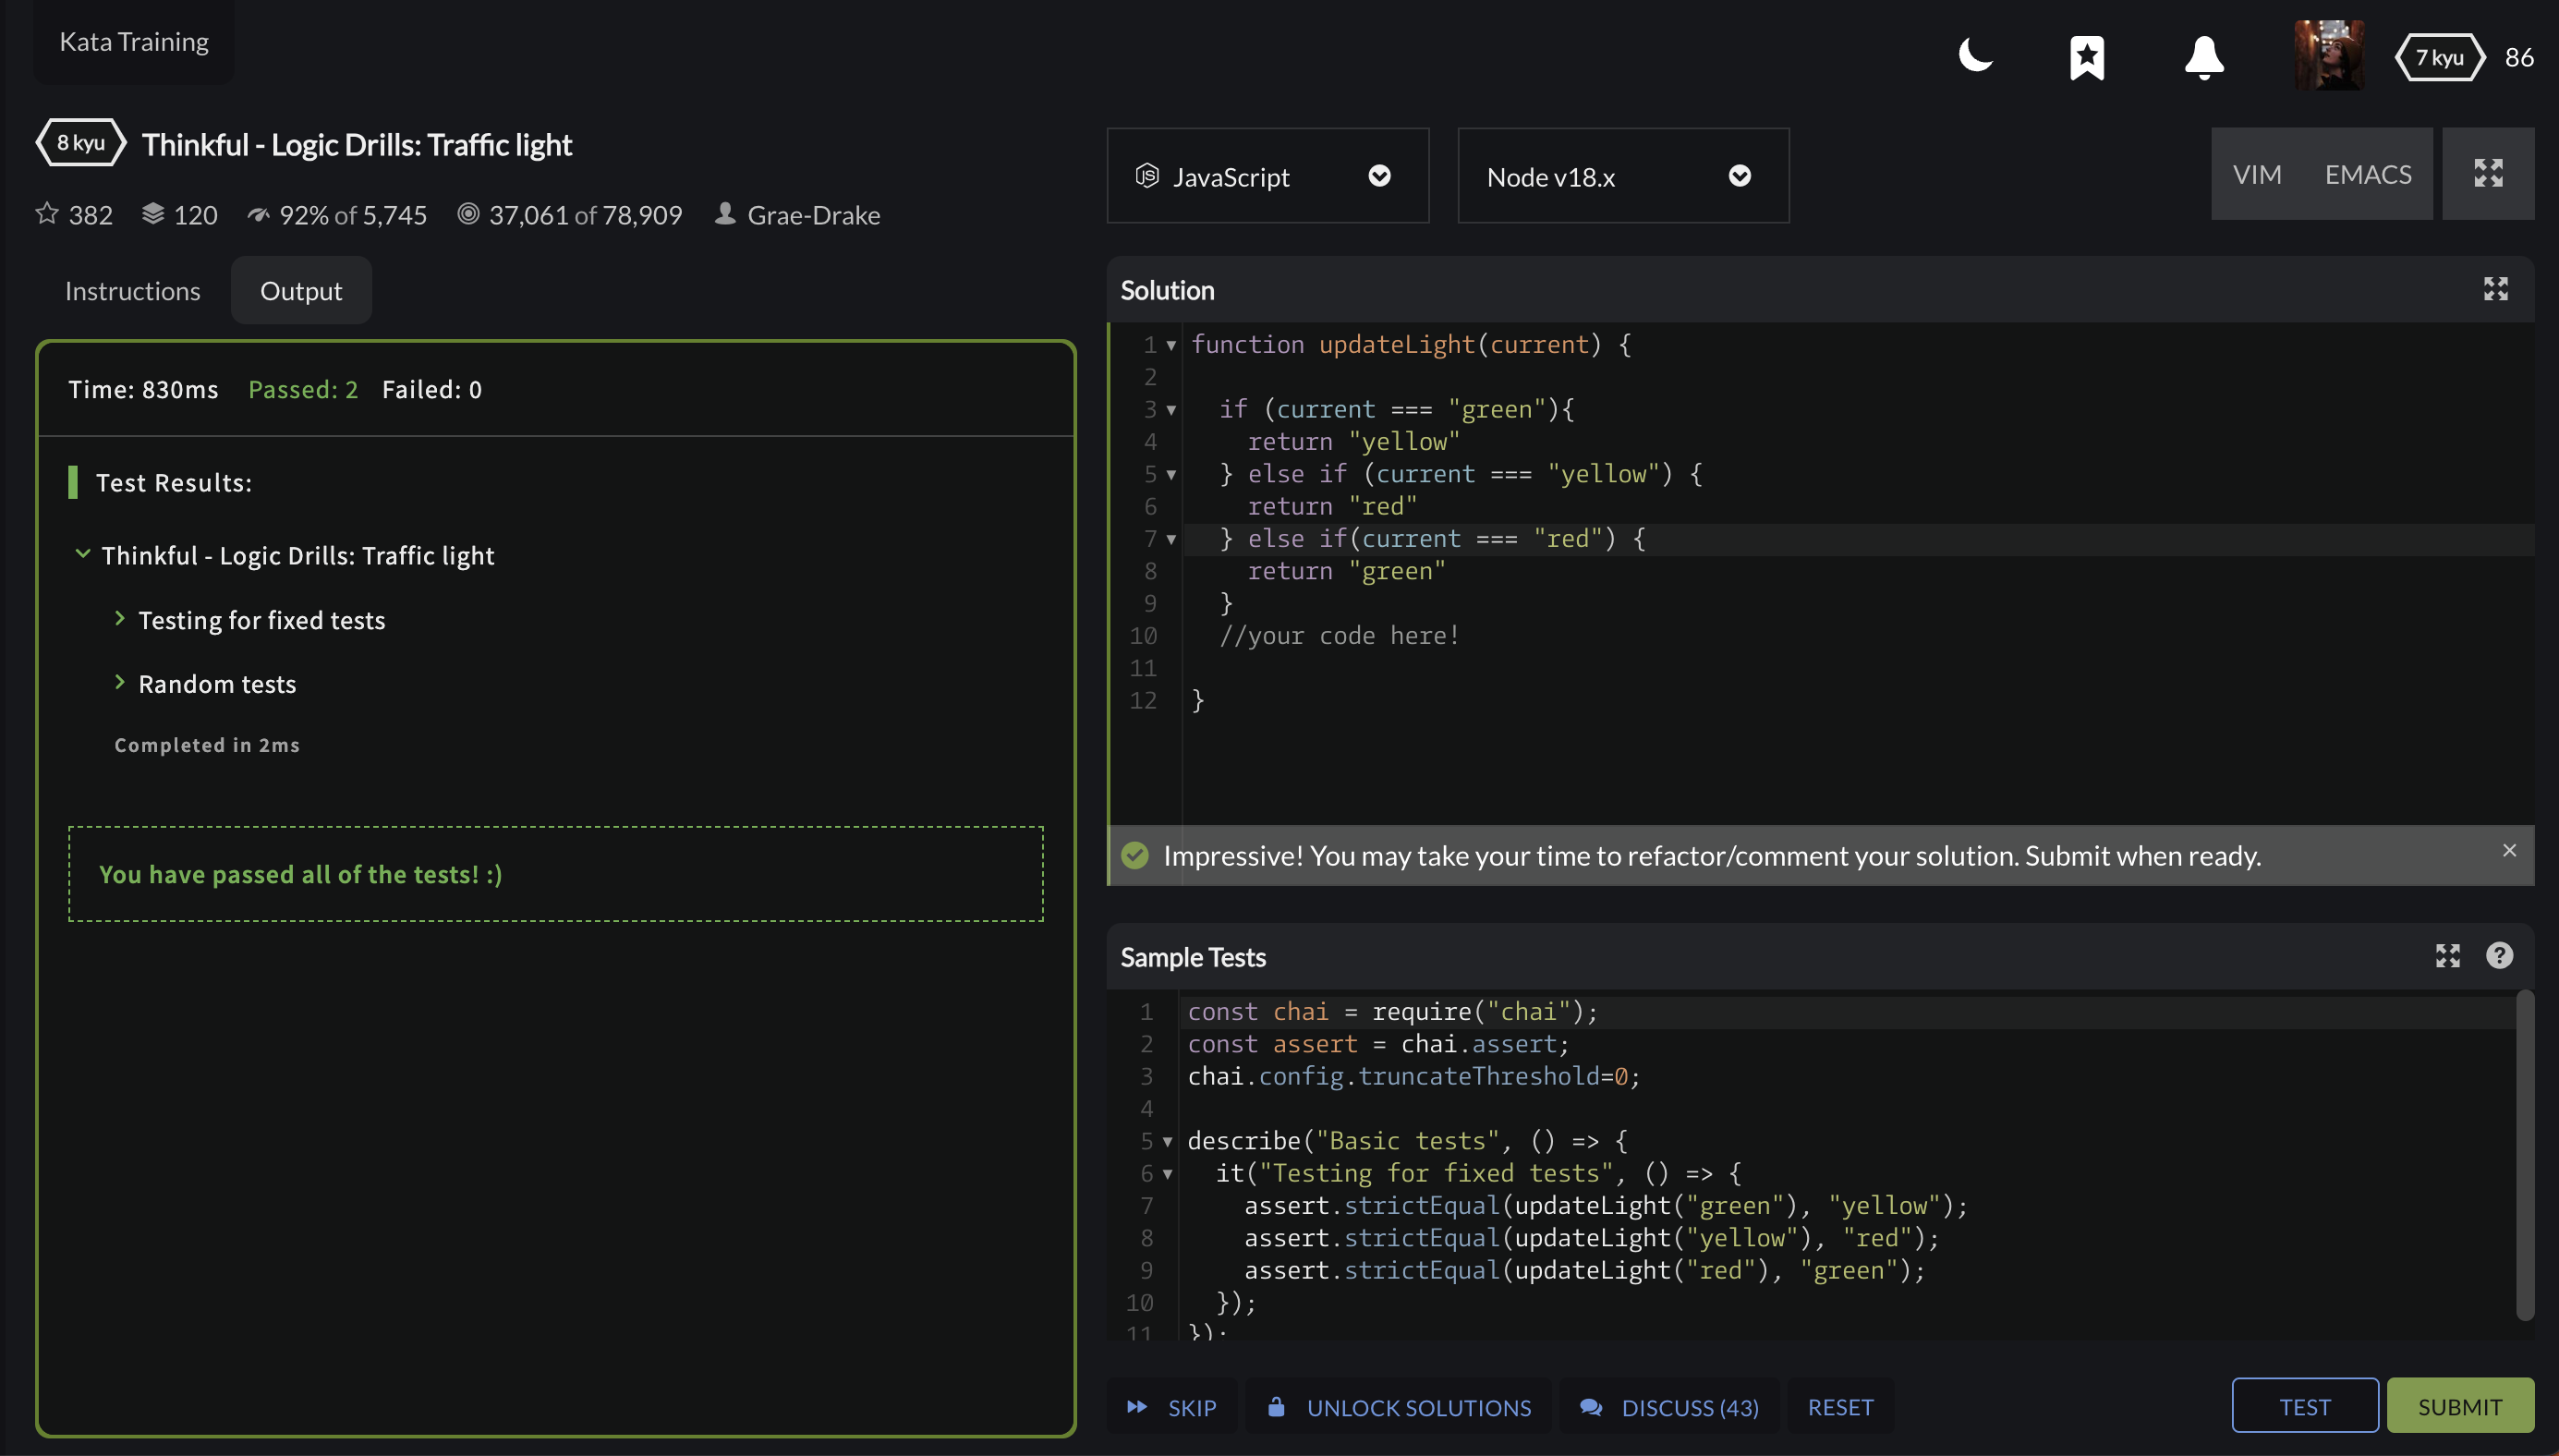 Kata Training
7 kyu 86
8 kyu Thinkful - Logic Drills: Traffic light
382 120 92% of 5,745 37,061 of 78,909 Grae-Drake
Instructions Output
Time: 830ms Passed: 2 Failed: 0
Test Results:
Thinkful - Logic Drills: Traffic light
Testing for fixed tests
Random tests
Completed in 2ms
You have passed all of the tests! :)
JavaScript Node v18.x VIM EMACS
Solution
1 function updateLight(current) {
2
3   if (current === "green"){
4     return "yellow"
5   } else if (current === "yellow") {
6     return "red"
7   } else if(current === "red") {
8     return "green"
9   }
10   //your code here!
11
12 }
Impressive! You may take your time to refactor/comment your solution. Submit when ready.
Sample Tests
1 const chai = require("chai");
2 const assert = chai.assert;
3 chai.config.truncateThreshold=0;
4
5 describe("Basic tests", () => {
6   it("Testing for fixed tests", () => {
7     assert.strictEqual(updateLight("green"), "yellow");
8     assert.strictEqual(updateLight("yellow"), "red");
9     assert.strictEqual(updateLight("red"), "green");
10   });
11 });
SKIP UNLOCK SOLUTIONS DISCUSS (43) RESET TEST SUBMIT